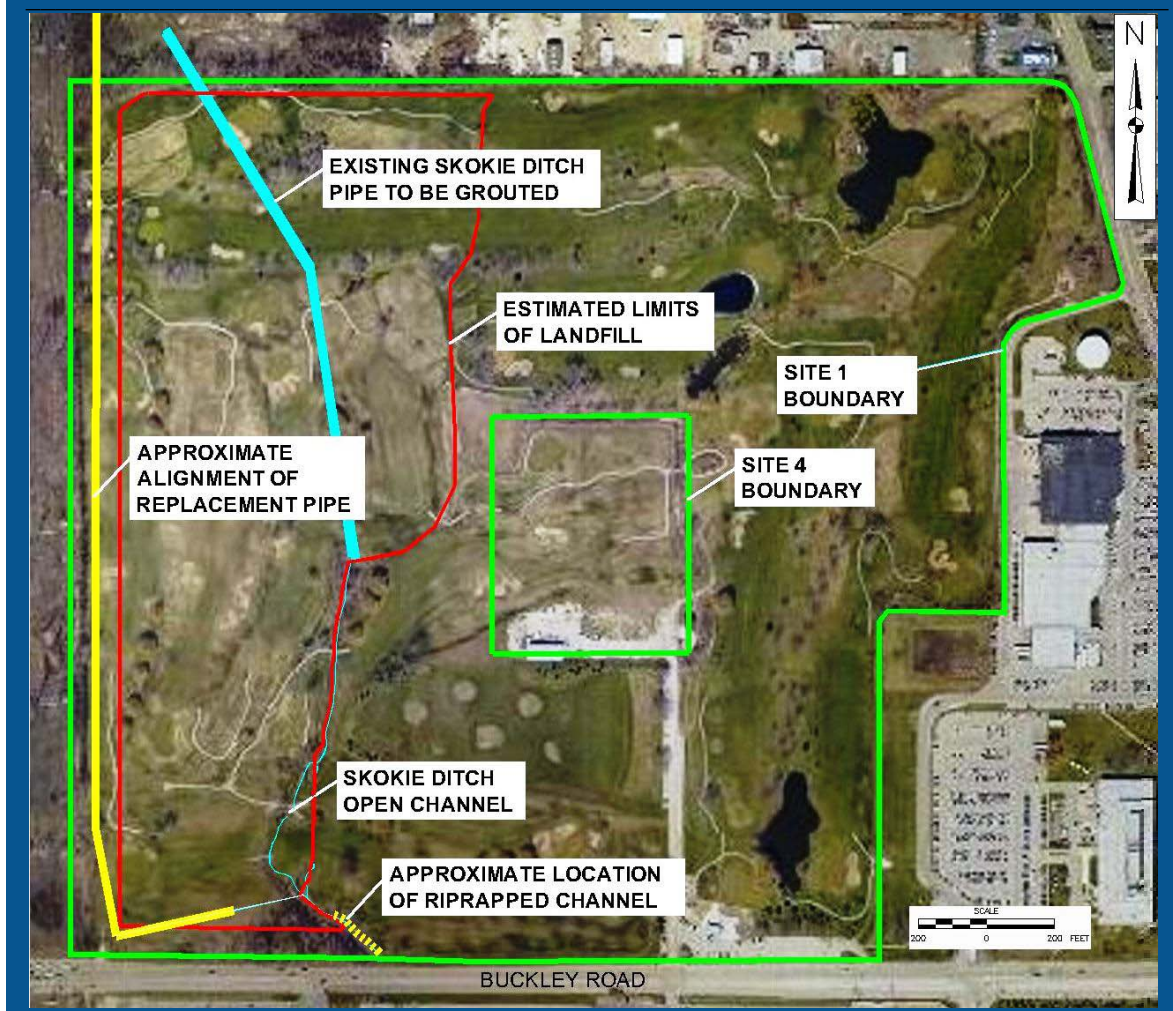 N
EXISTING SKOKIE DITCH
PIPE TO BE GROUTED
ESTIMATED LIMITS
OF LANDFILL
SITE 1
BOUNDARY
APPROXIMATE
ALIGNMENT OF
REPLACEMENT PIPE
SITE 4
BOUNDARY
SKOKIE DITCH
OPEN CHANNEL
APPROXIMATE LOCATION
OF RIPRAPPED CHANNEL
SCALE
200 0 200 FEET
BUCKLEY ROAD